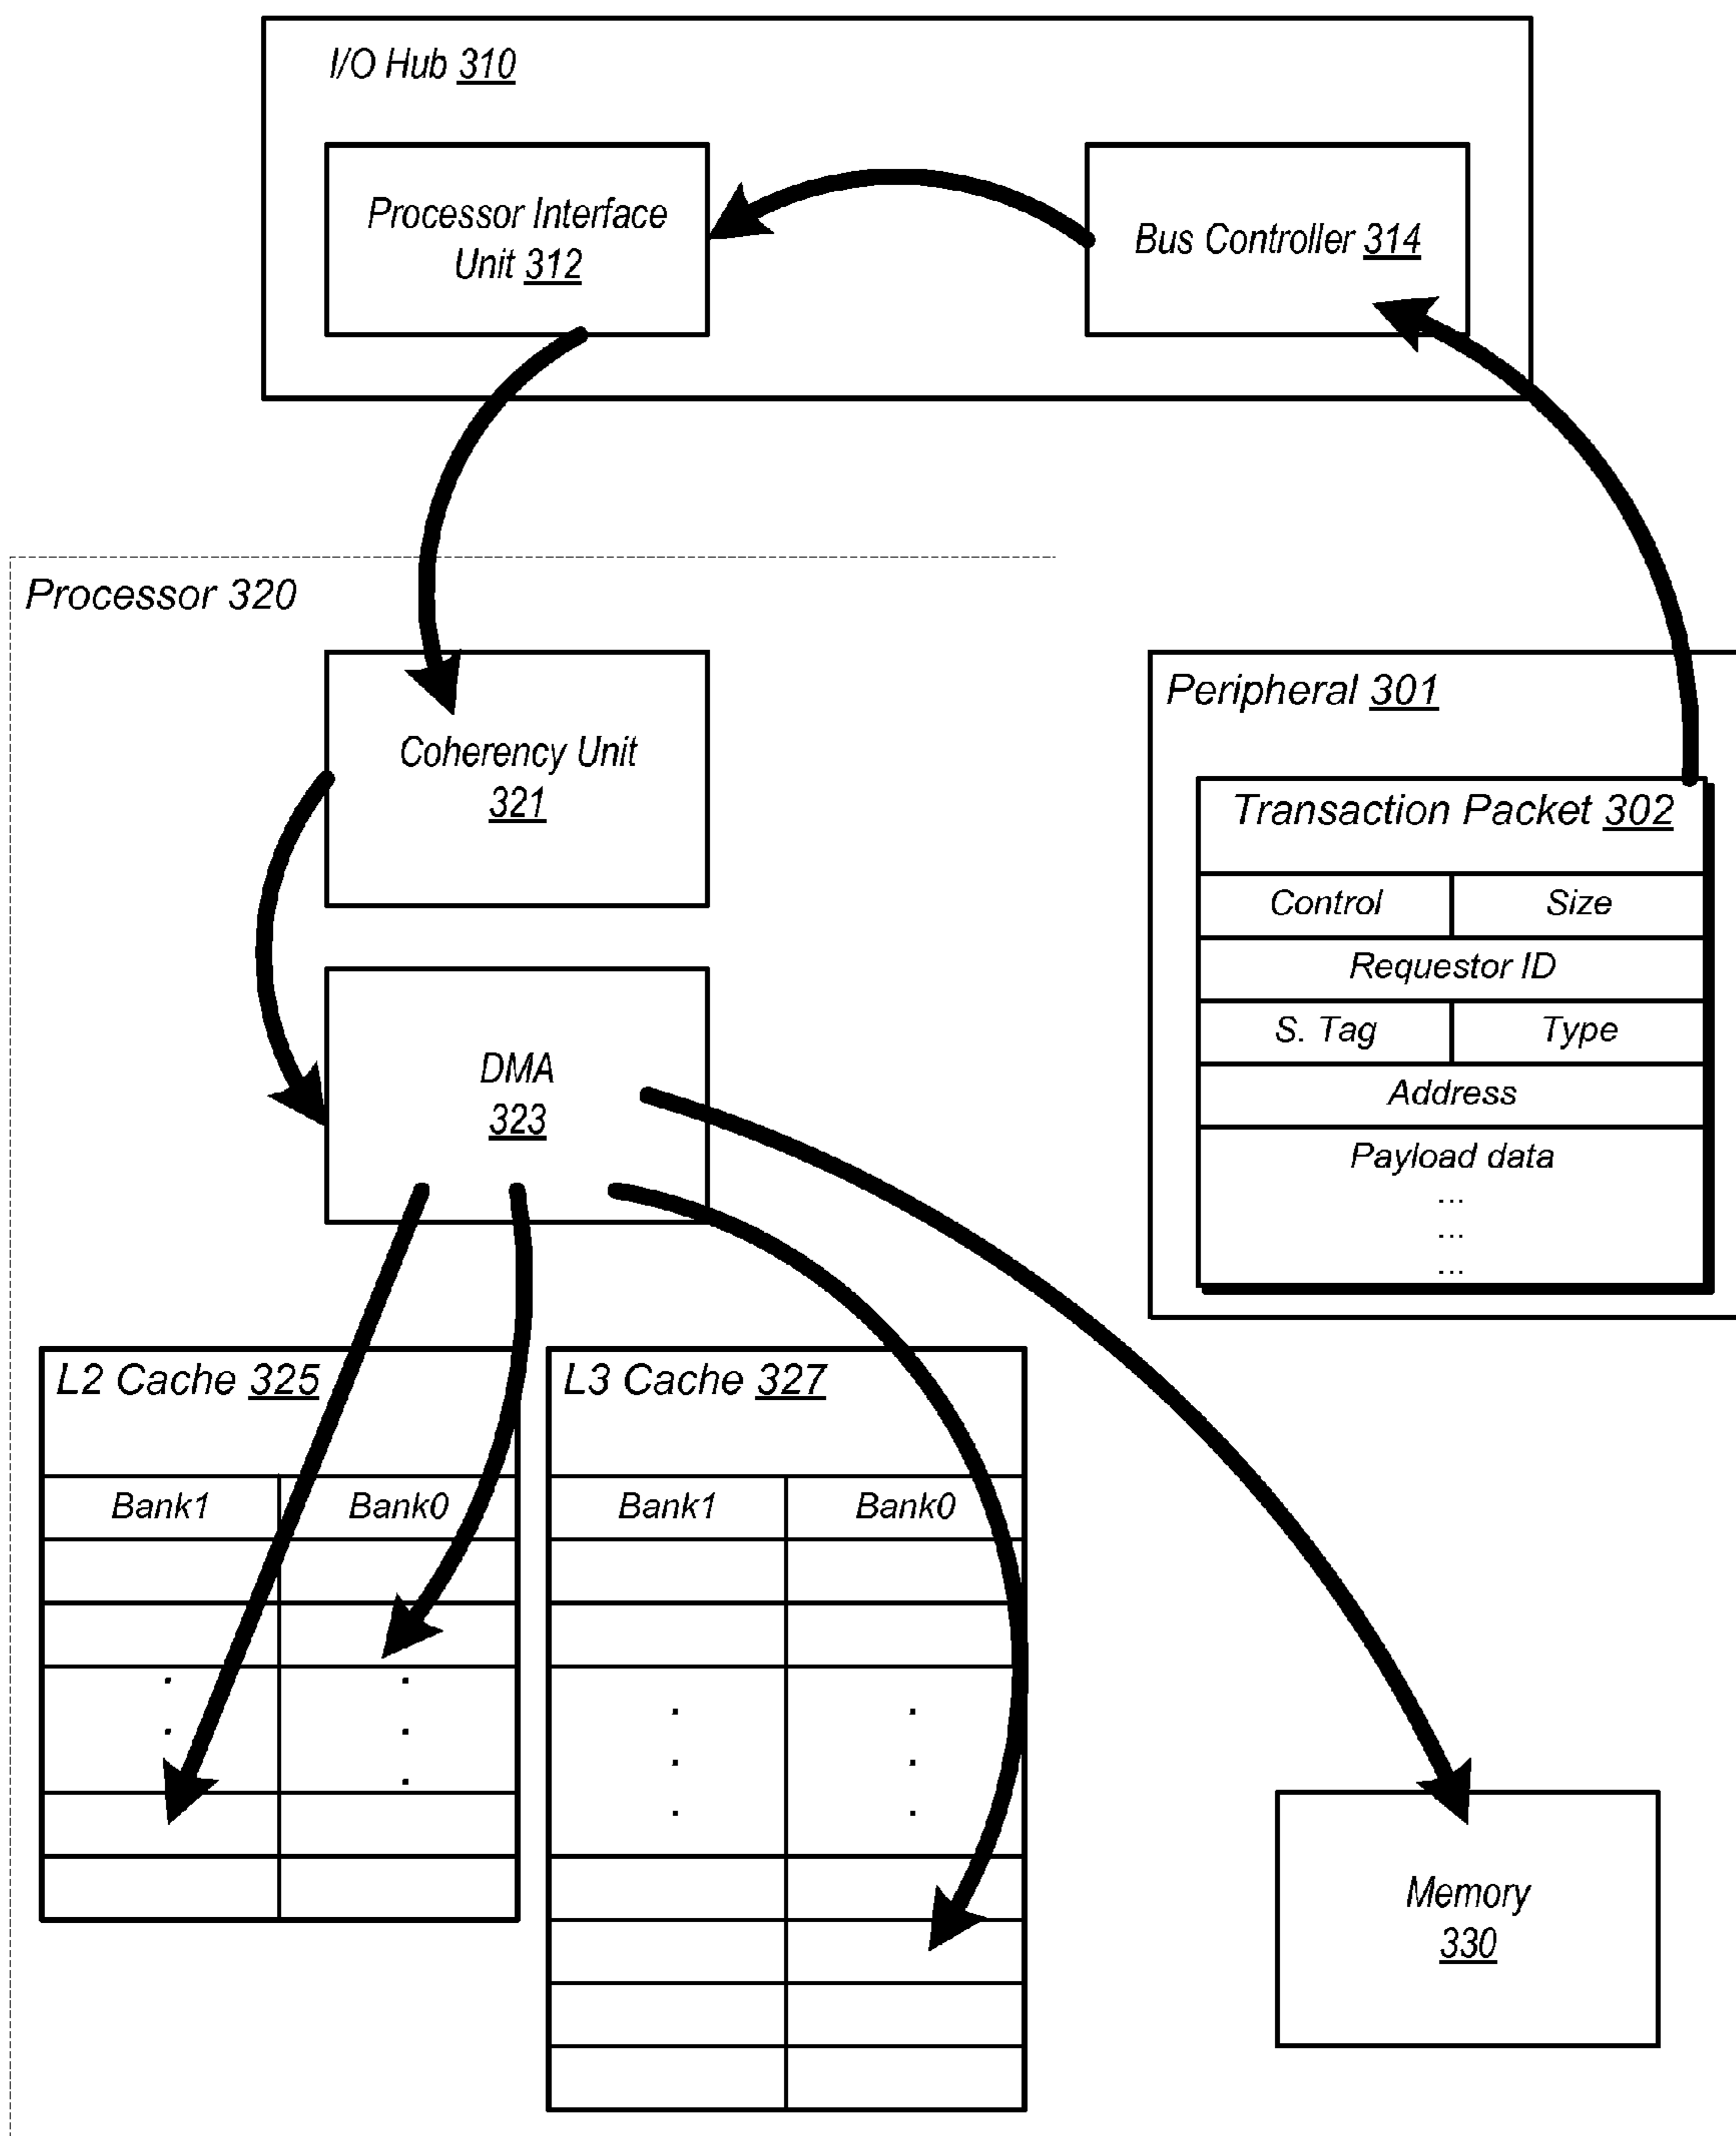 I/O Hub 310
Processor Interface
Unit 312
Bus Controller 314
Processor 320
Coherency Unit
321
Peripheral 301
Transaction Packet 302
Control Size
Requestor ID
S. Tag Type
Address
Payload data
...
...
...
DMA
323
L2 Cache 325
Bank1 Bank0
L3 Cache 327
Bank1 Bank0
Memory
330